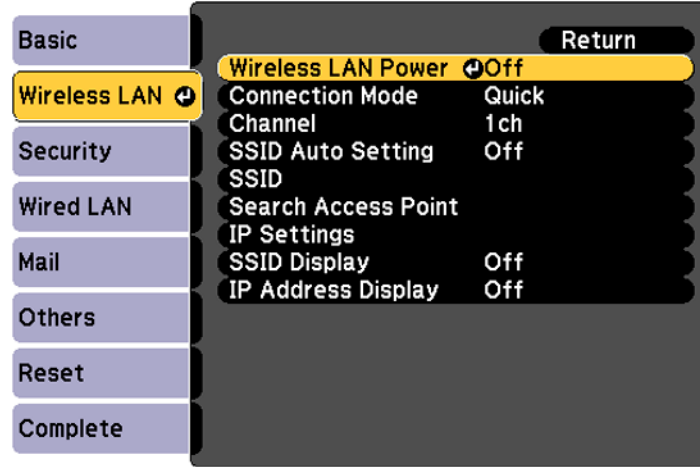 Basic
Wireless LAN
Security
Wired LAN
Mail
Others
Reset
Complete
Return
Wireless LAN Power Off
Connection Mode Quick
Channel 1ch
SSID Auto Setting Off
SSID
Search Access Point
IP Settings
SSID Display Off
IP Address Display Off